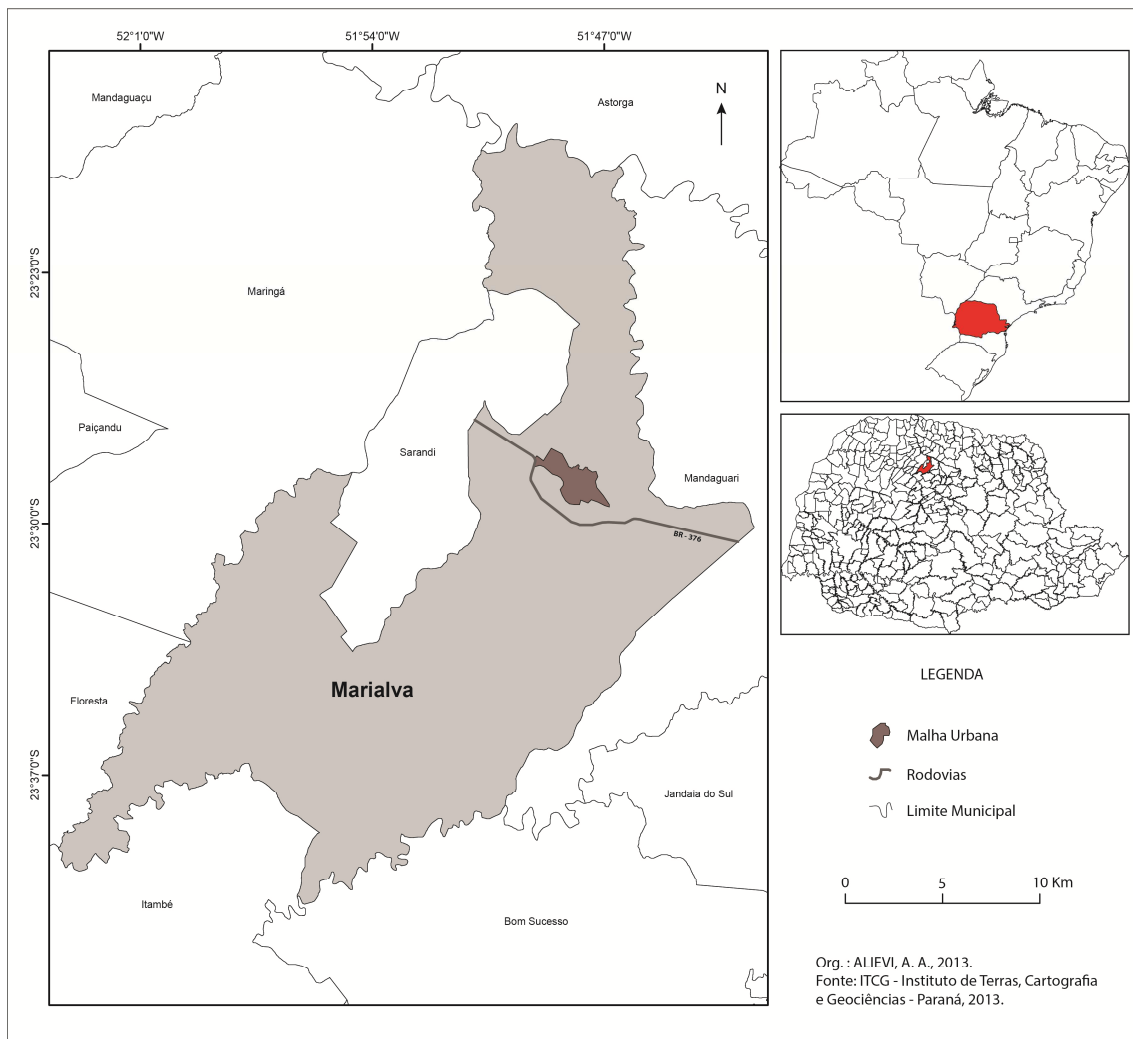 52°1'0"W
51°54'0"W
51°47'0"W
Mandaguaçu
Astorga
N
23°23'0"S
Maringá
Paiçandu
Sarandi
Mandaguari
23°30'0"S
BR - 376
Marialva
Floresta
23°37'0"S
Jandaia do Sul
Itambé
Bom Sucesso
LEGENDA
Malha Urbana
Rodovias
Limite Municipal
0 5 10 Km
Org. : ALIEVI, A. A., 2013.
Fonte: ITCG - Instituto de Terras, Cartografia
e Geociências - Paraná, 2013.